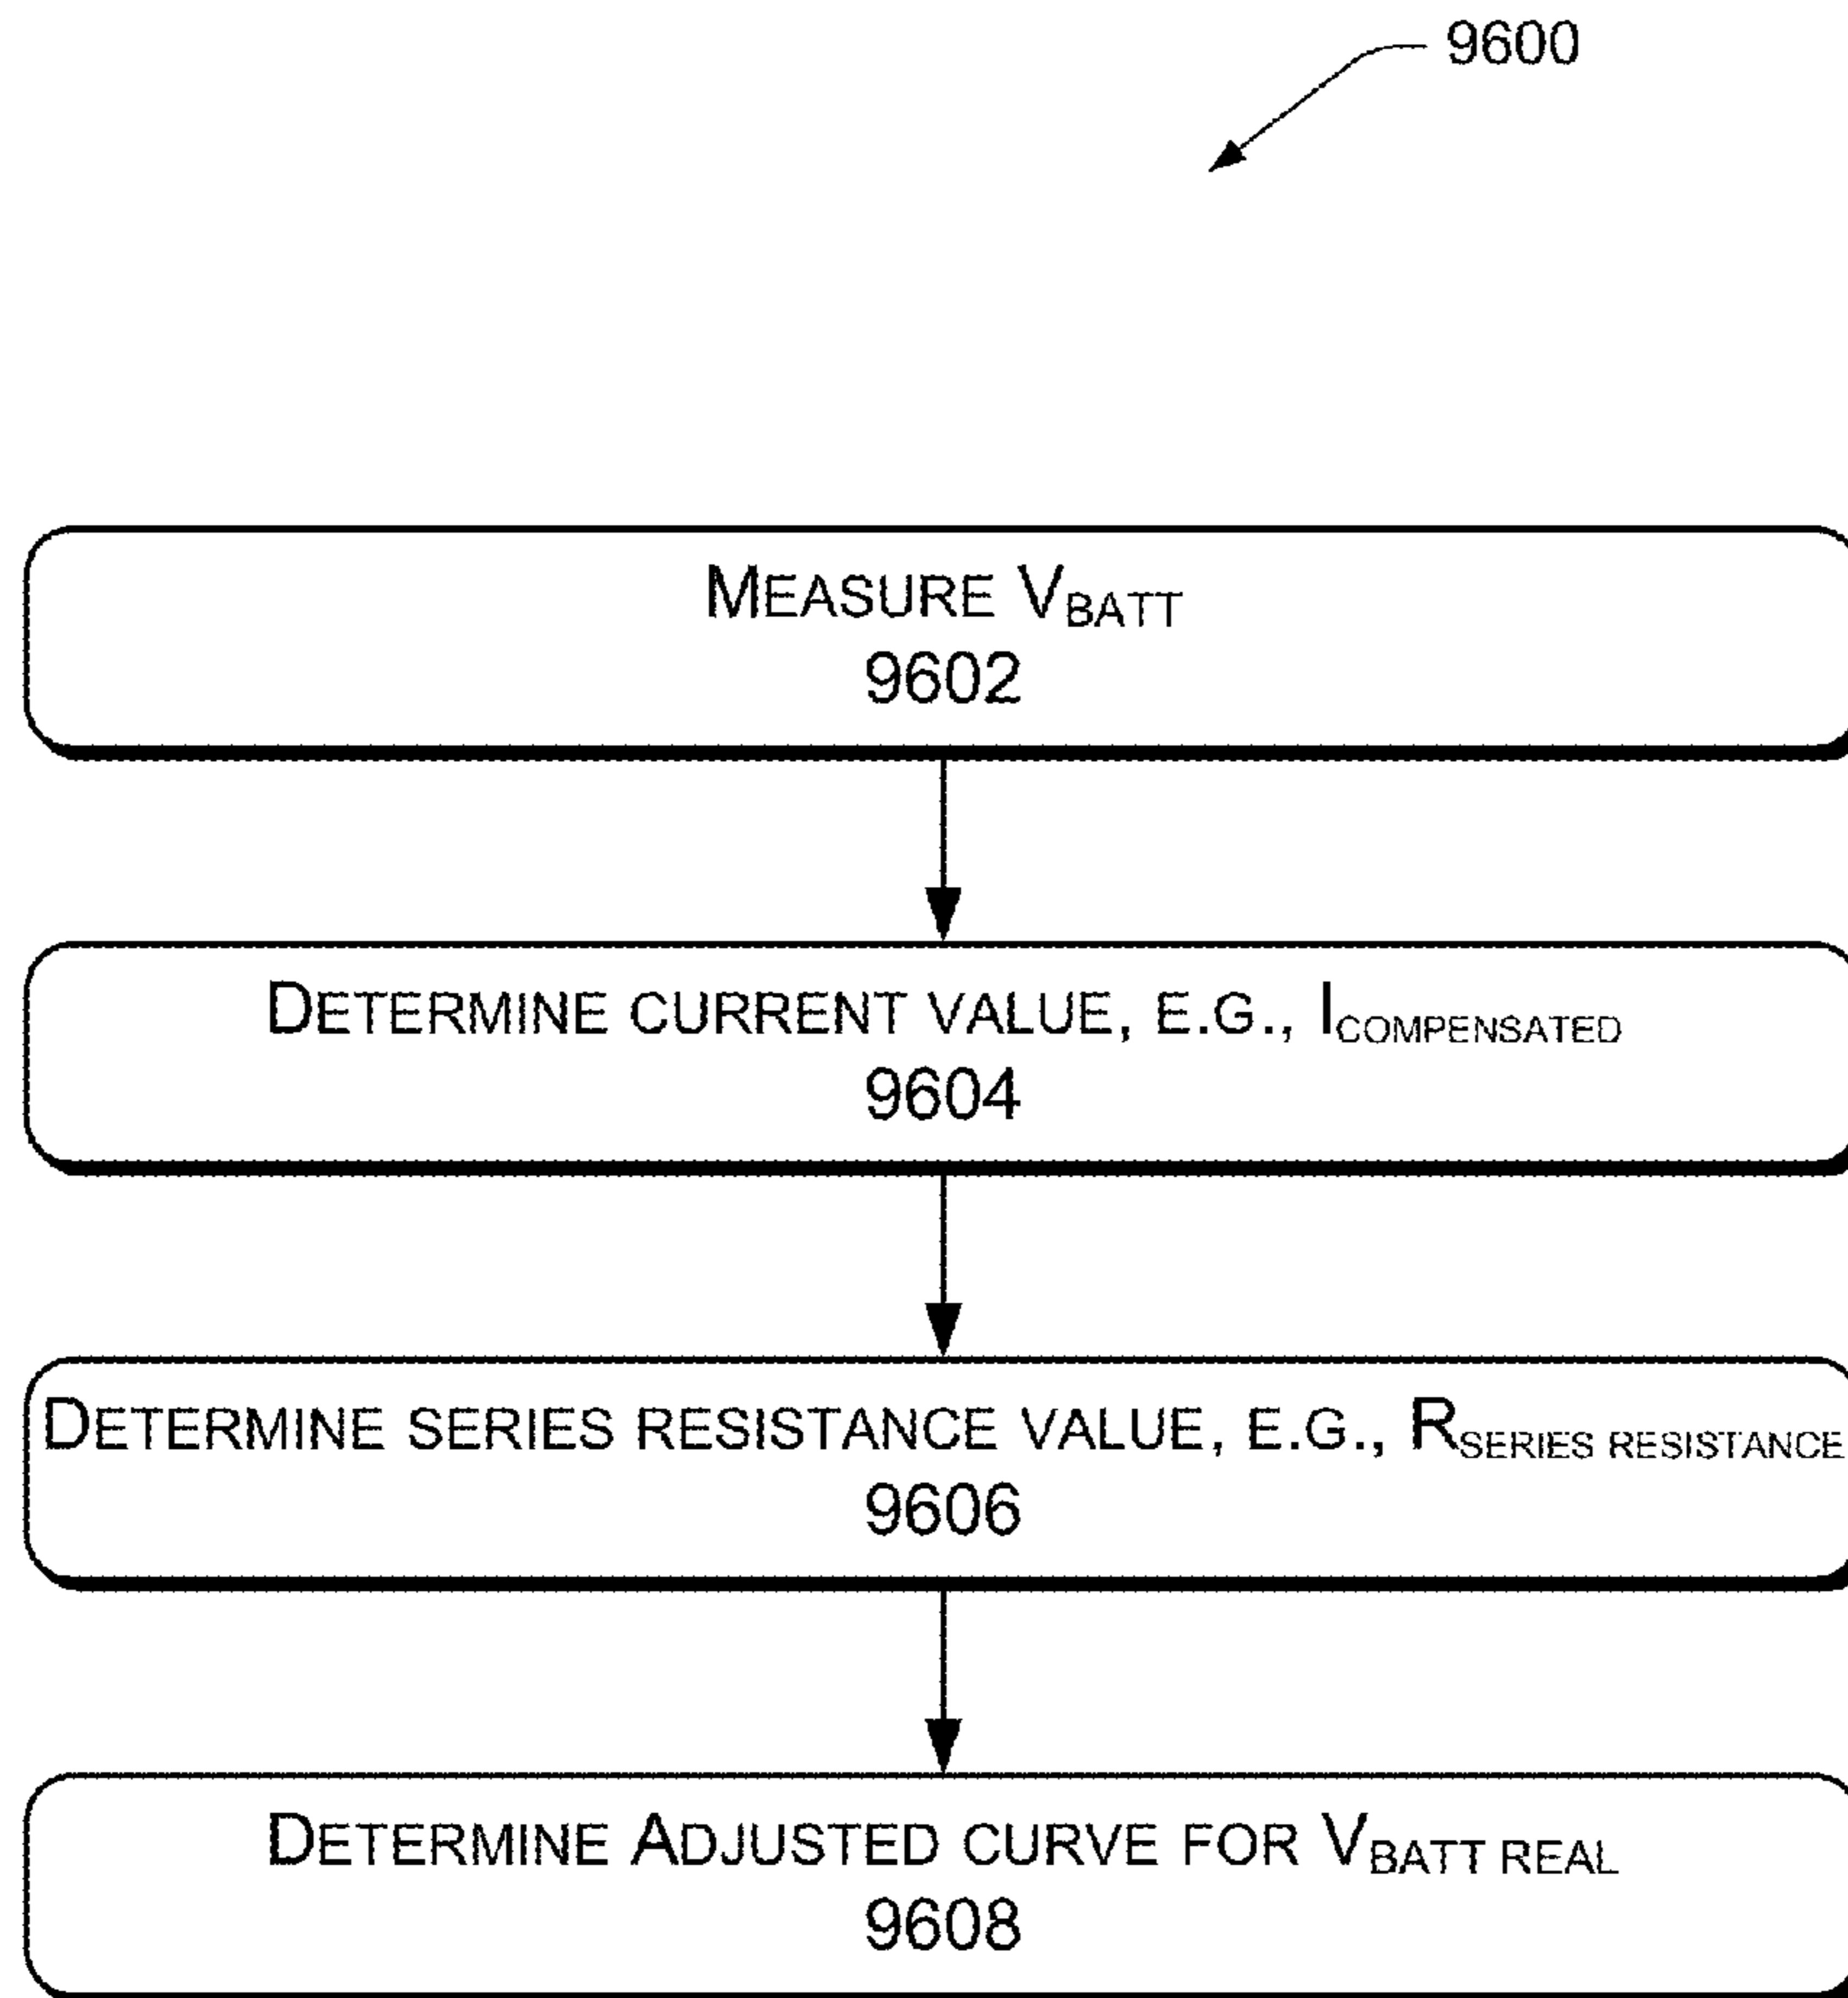 9600
MEASURE VBATT
9602
DETERMINE CURRENT VALUE, E.G., ICOMPENSATED
9604
DETERMINE SERIES RESISTANCE VALUE, E.G., RSERIES RESISTANCE
9606
DETERMINE ADJUSTED CURVE FOR VBATT REAL
9608